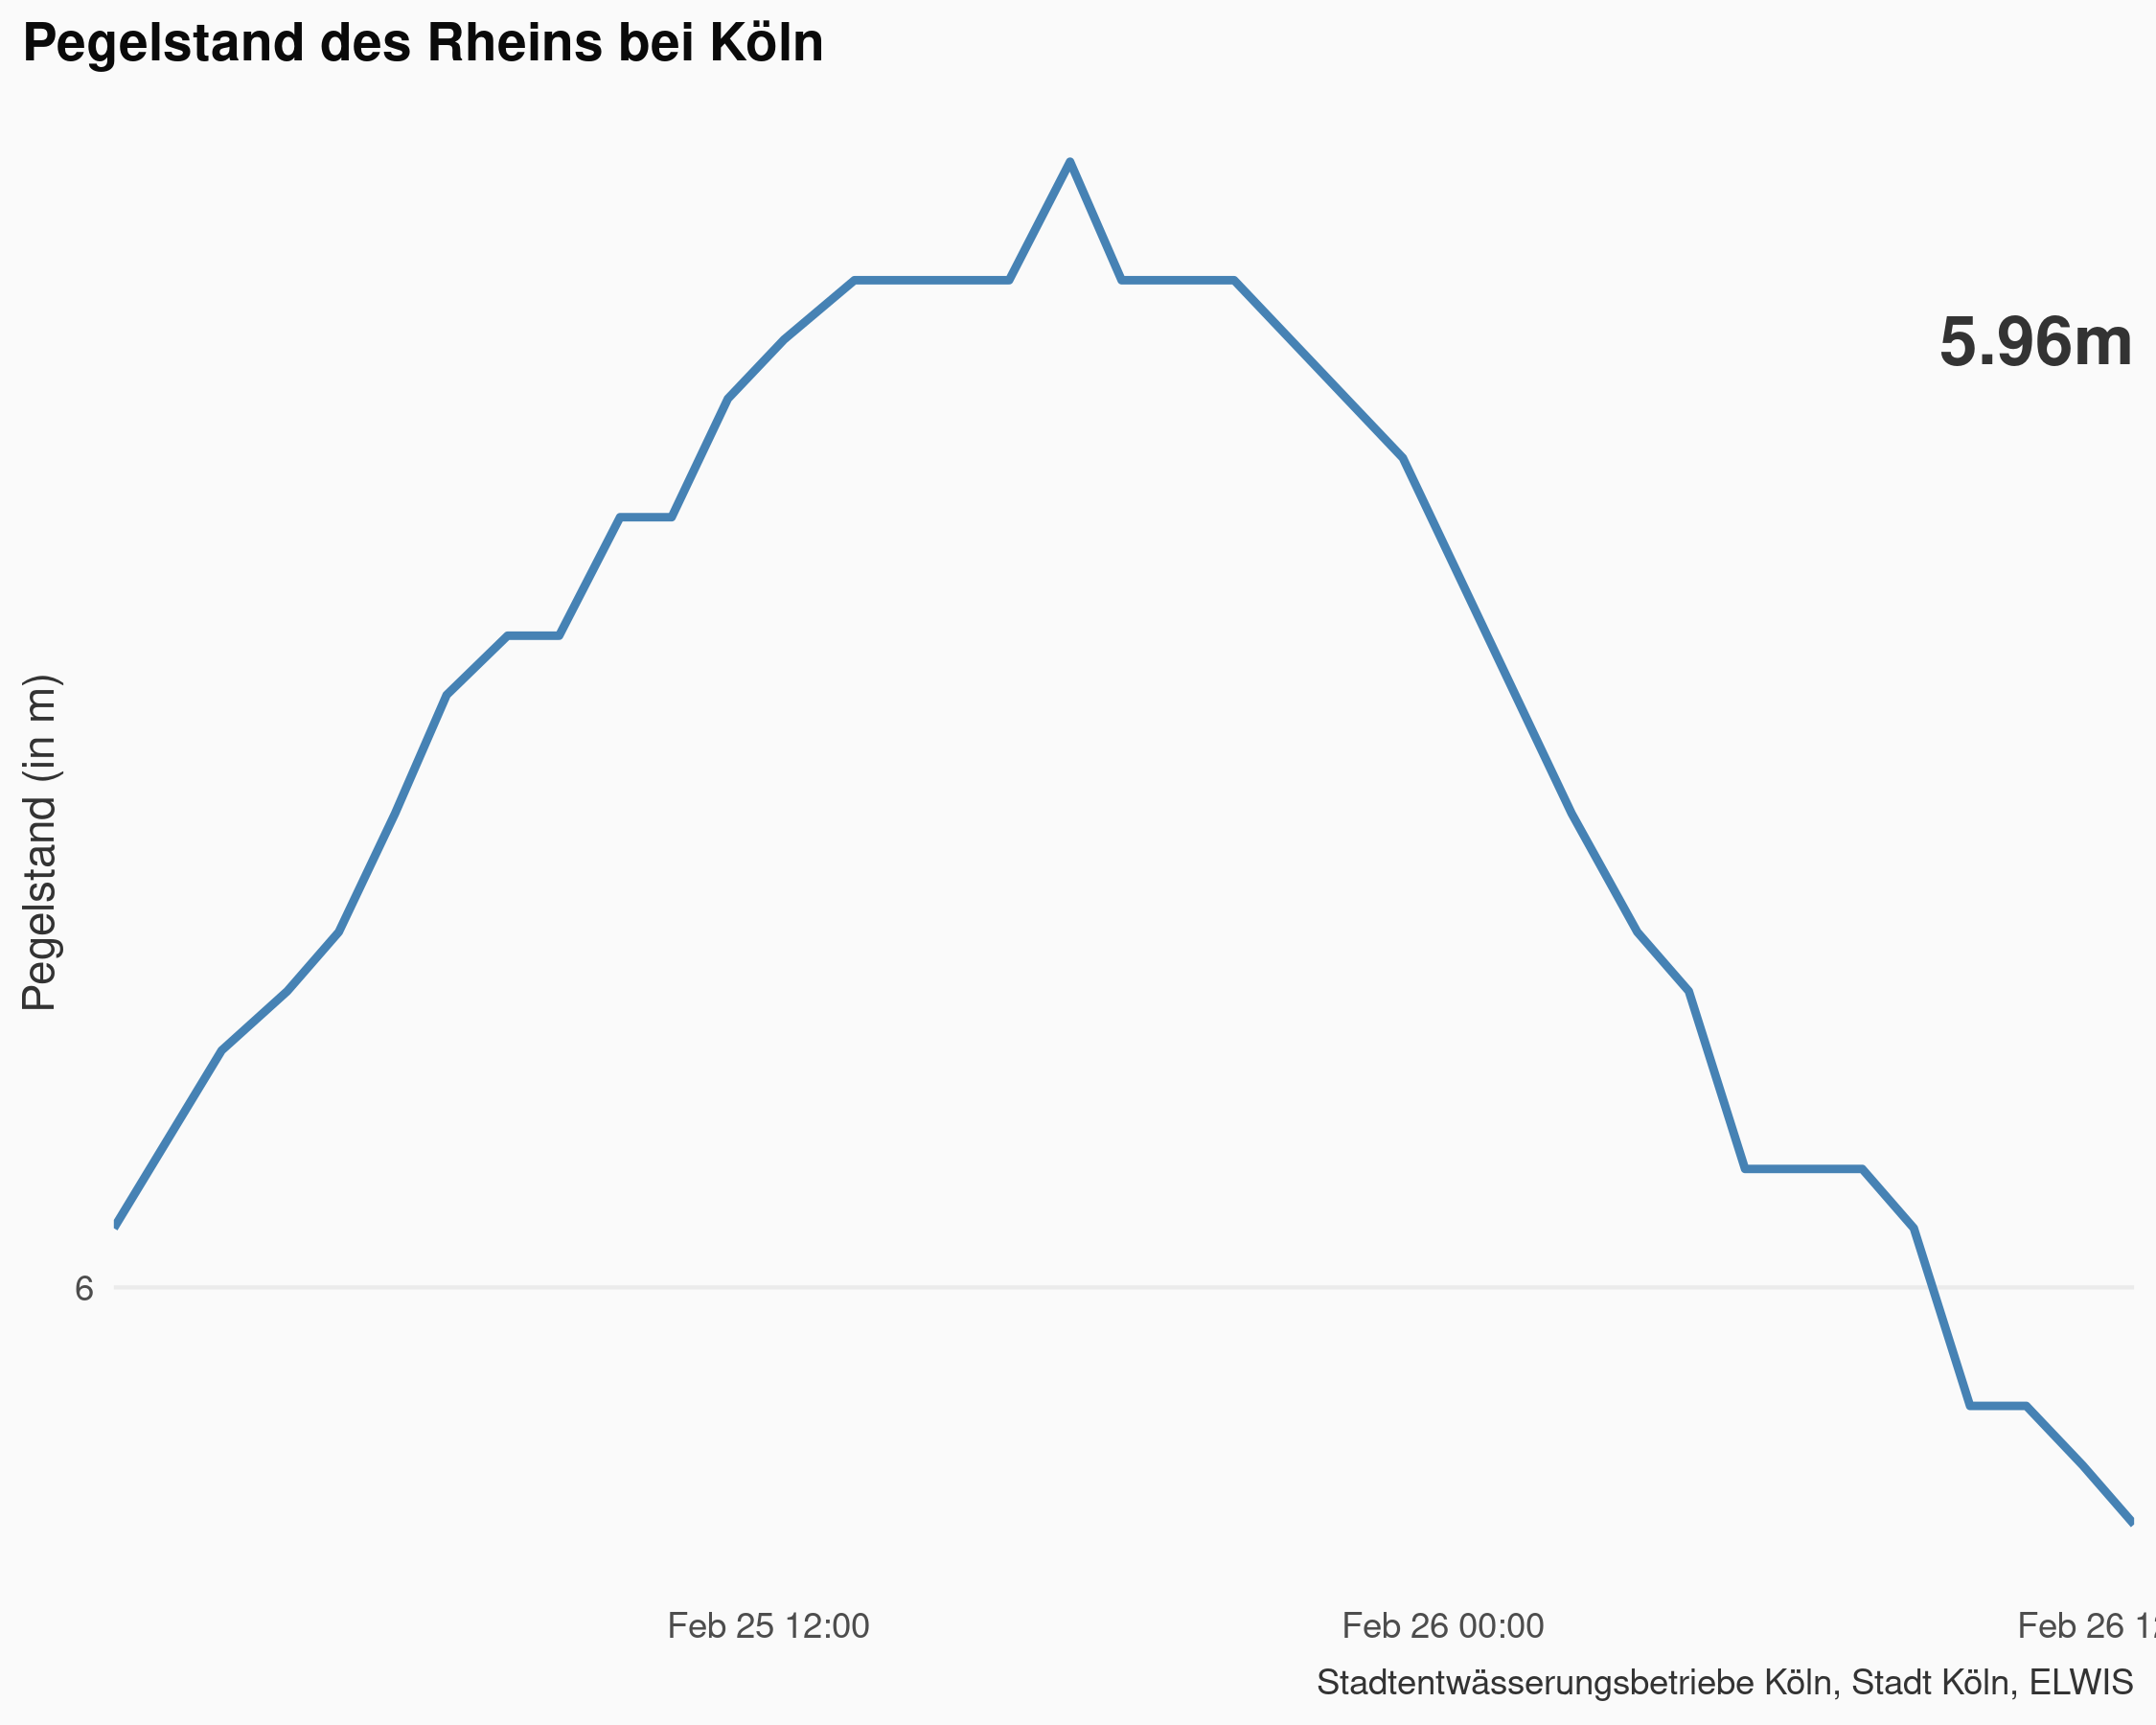 Pegelstand des Rheins bei Köln
5.96m
Pegelstand (in m)
6
Feb 25 12:00
Feb 26 00:00
Feb 26 1
Stadtentwässerungsbetriebe Köln, Stadt Köln, ELWIS